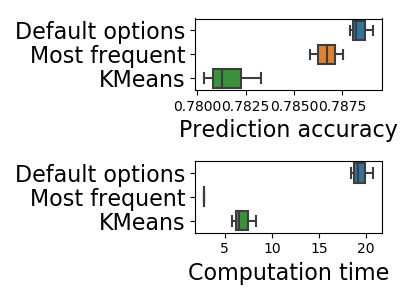 Default options
Most frequent
KMeans
0.7800 0.7825 0.7850 0.7875
Prediction accuracy
Default options
Most frequent
KMeans
5 10 15 20
Computation time